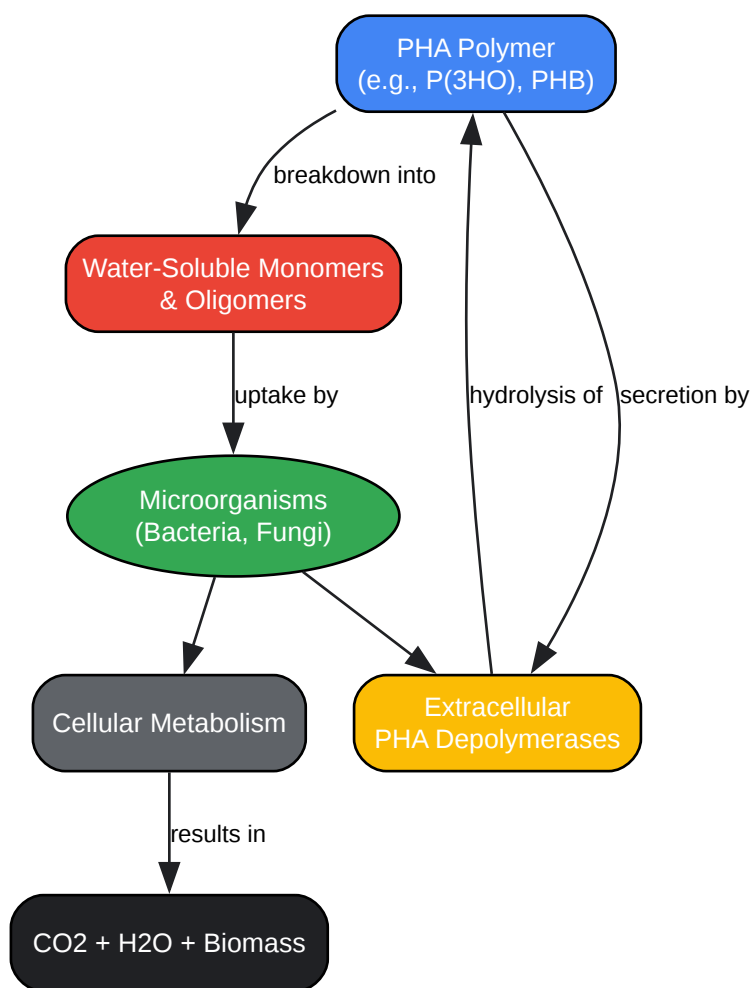 PHA Polymer
(e.g., P(3HO), PHB)
breakdown into
Water-Soluble Monomers
& Oligomers
uptake by
hydrolysis of
secretion by
Microorganisms
(Bacteria, Fungi)
Cellular Metabolism
Extracellular
PHA Depolymerases
results in
CO2 + H2O + Biomass